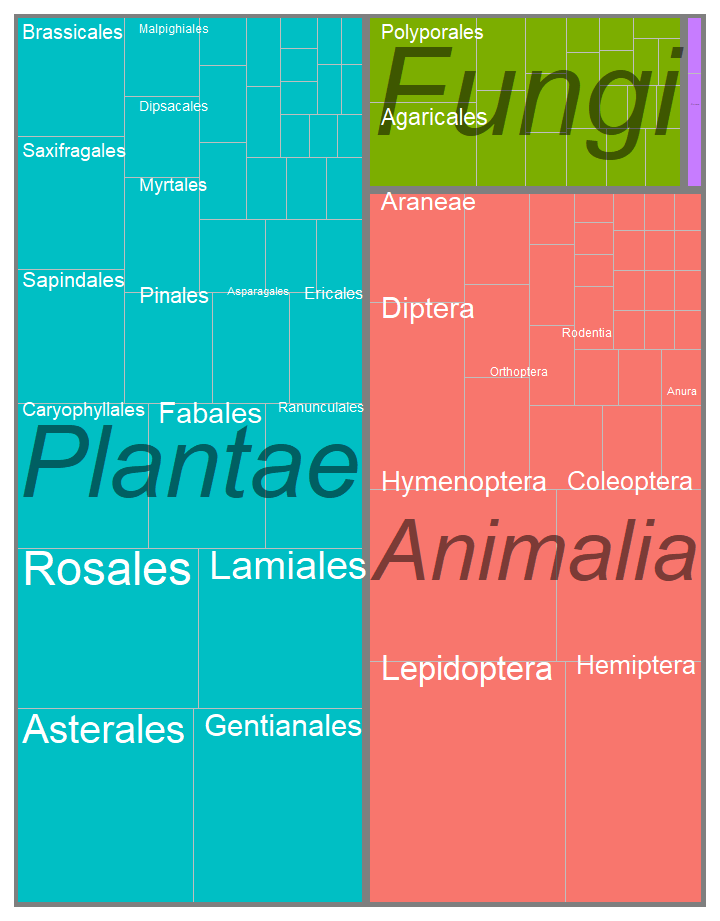 Brassicales
Malpighiales
Dipsacales
Saxifragales
Myrtales
Sapindales
Pinales
Asparagales
Ericales
Caryophyllales
Fabales
Ranunculales
Plantae
Rosales
Lamiales
Asterales
Gentianales
Polyporales
Fungi
Agaricales
Araneae
Diptera
Rodentia
Orthoptera
Anura
Hymenoptera
Coleoptera
Animalia
Lepidoptera
Hemiptera